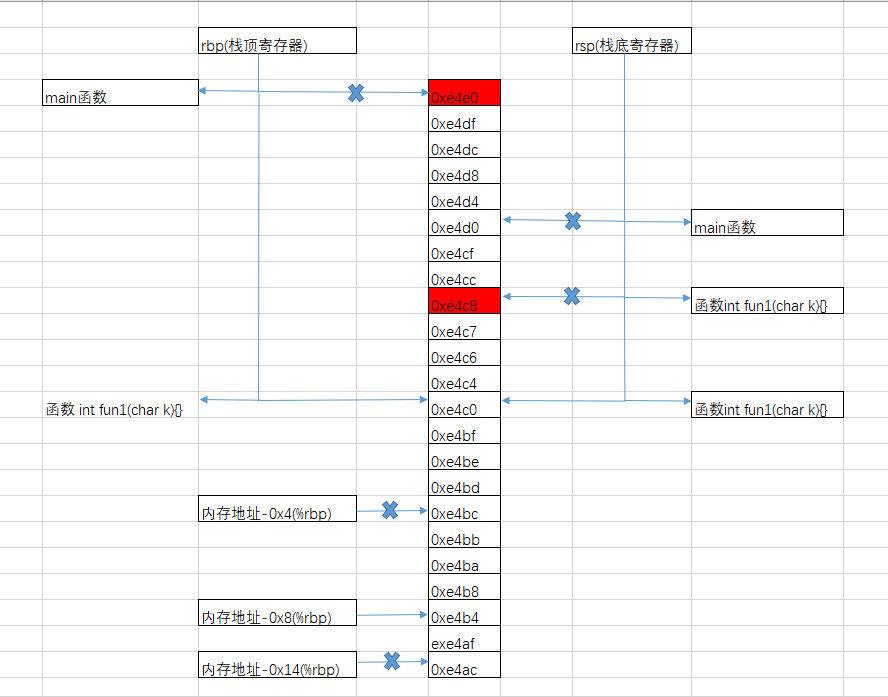 rbp(栈顶寄存器)
rsp(栈底寄存器)
main函数
0xe4e0
0xe4df
0xe4dc
0xe4d8
0xe4d4
0xe4d0
main函数
0xe4cf
0xe4cc
0xe4c8
函数int fun1(char k){}
0xe4c7
0xe4c6
0xe4c4
函数 int fun1(char k){}
0xe4c0
函数int fun1(char k){}
0xe4bf
0xe4be
0xe4bd
内存地址-0x4(%rbp)
0xe4bc
0xe4bb
0xe4ba
0xe4b8
内存地址-0x8(%rbp)
0xe4b4
exe4af
内存地址-0x14(%rbp)
0xe4ac